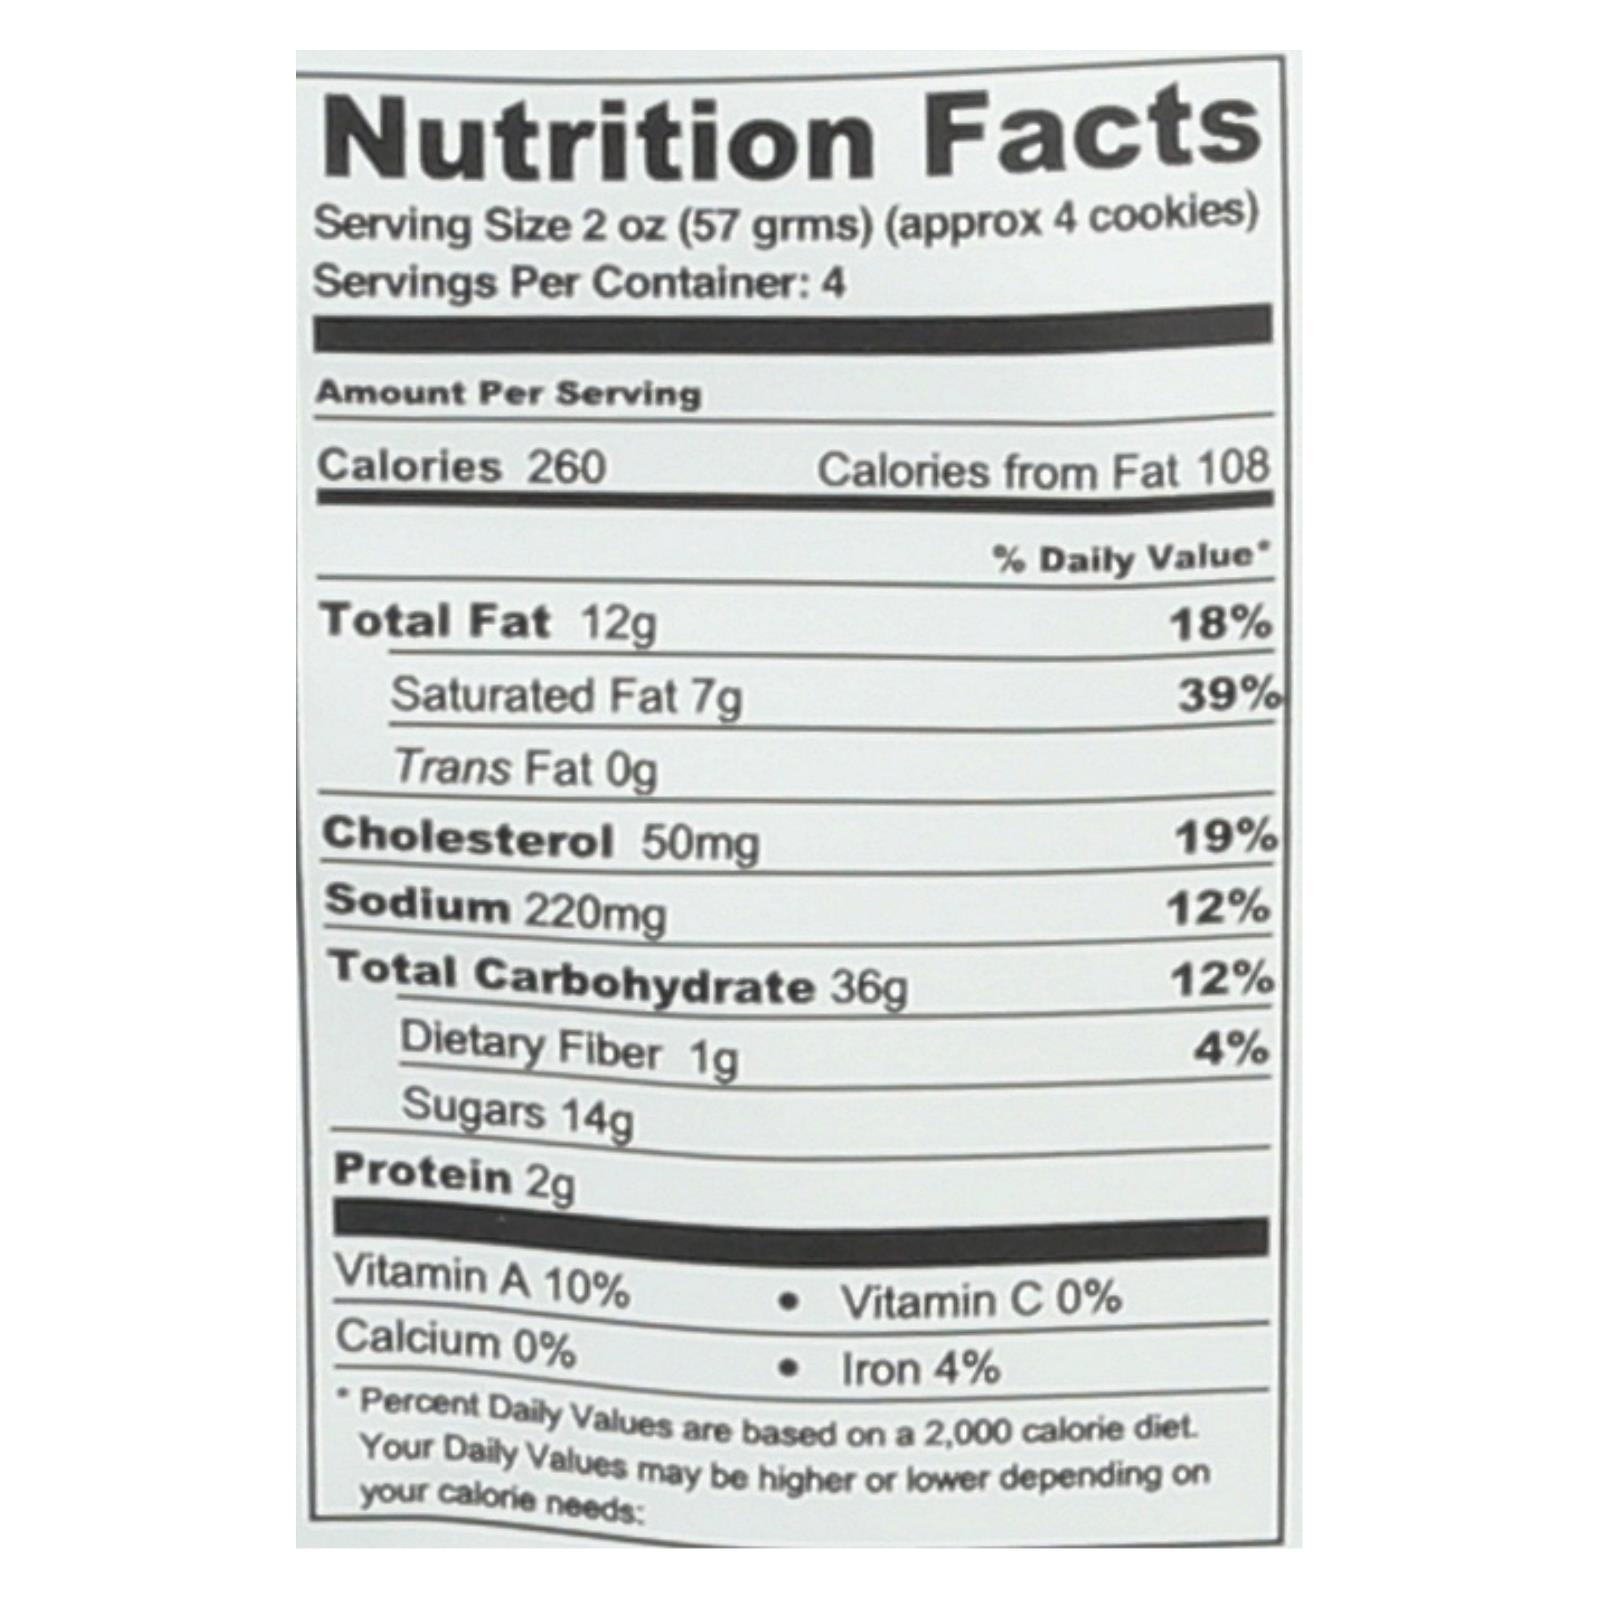 Nutrition Facts
Serving Size 2 oz (57 grms) (approx 4 cookies)
Servings Per Container: 4
Amount Per Serving
Calories 260 Calories from Fat 108
% Daily Value*
Total Fat 12g 18%
Saturated Fat 7g 39%
Trans Fat 0g
Cholesterol 50mg 19%
Sodium 220mg 12%
Total Carbohydrate 36g 12%
Dietary Fiber 1g 4%
Sugars 14g
Protein 2g
Vitamin A 10% • Vitamin C 0%
Calcium 0% • Iron 4%
* Percent Daily Values are based on a 2,000 calorie diet.
Your Daily Values may be higher or lower depending on
your calorie needs: